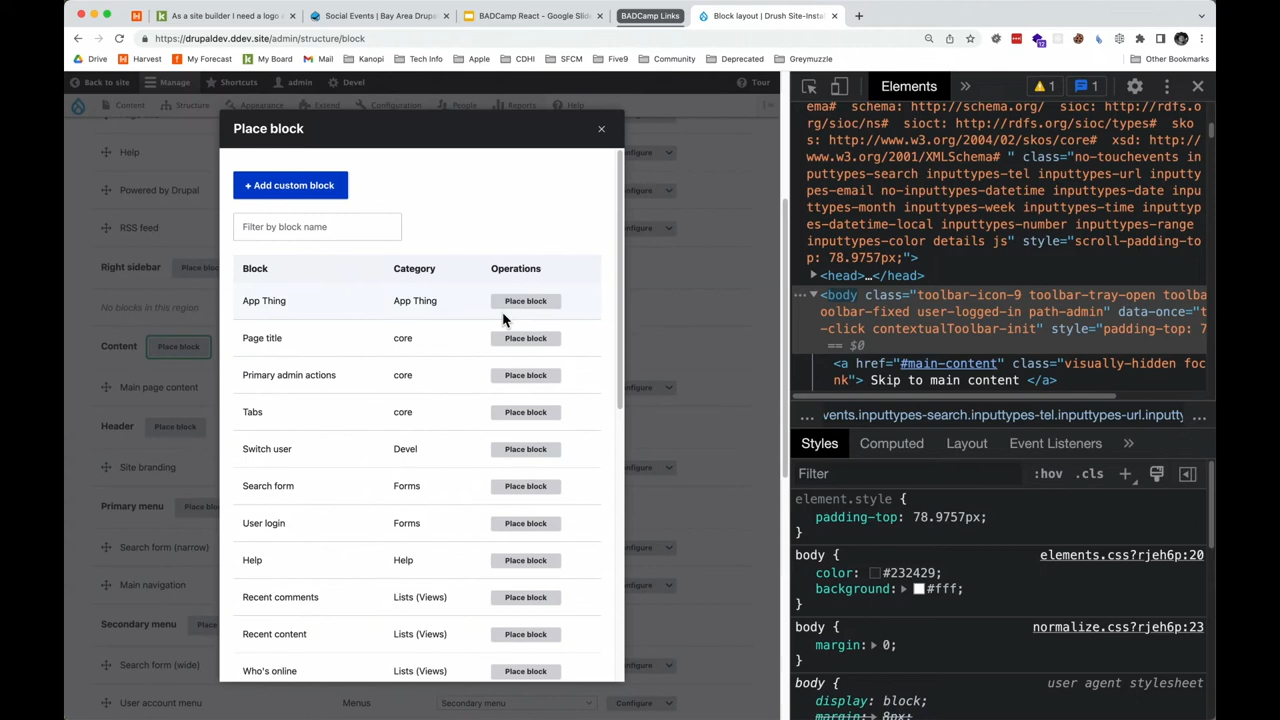 As a site builder I need a logo
Social Events | Bay Area Drupa
BADCamp React - Google Slide
BADCamp Links
Block layout | Drush Site-Insta
https://drupaldev.ddev.site/admin/structure/block
Drive
Harvest
My Forecast
My Board
Mail
Kanopi
Tech Info
Apple
CDHI
SFCM
Five9
Community
Deprecated
Greymuzzle
Other Bookmarks
Back to site
Manage
Shortcuts
admin
Devel
Tour
Content
Structure
Appearance
Extend
Configuration
People
Reports
Help
Help
Powered by Drupal
RSS feed
Right sidebar
Place bloc
No blocks in this region
Content
Place block
Main page content
Header
Place block
Site branding
Primary menu
Place bloc
Search form (narrow)
Main navigation
Secondary menu
Place
Search form (wide)
User account menu
Menus
Secondary menu
Configure
Place block
+ Add custom block
Filter by block name
Block Category Operations
App Thing App Thing Place block
Page title core Place block
Primary admin actions core Place block
Tabs core Place block
Switch user Devel Place block
Search form Forms Place block
User login Forms Place block
Help Help Place block
Recent comments Lists (Views) Place block
Recent content Lists (Views) Place block
Who's online Lists (Views) Place block
Elements
1
1
ema# schema: http://schema.org/ sioc: http://rdfs
.org/sioc/ns# sioct: http://rdfs.org/sioc/types# sko
s: http://www.w3.org/2004/02/skos/core# xsd: http://
www.w3.org/2001/XMLSchema# " class="no-touchevents i
nputtypes-search inputtypes-tel inputtypes-url input
types-email no-inputtypes-datetime inputtypes-date i
nputtypes-month inputtypes-week inputtypes-time inpu
ttypes-datetime-local inputtypes-number inputtypes-range
inputtypes-color details js" style="scroll-padding-to
p: 78.9757px;">
<head>…</head>
<body class="toolbar-icon-9 toolbar-tray-open toolba
oolbar-fixed user-logged-in path-admin" data-once="t
-click contextualToolbar-init" style="padding-top: 7
== $0
<a href="#main-content" class="visually-hidden foc
nk"> Skip to main content </a>
... vents.inputtypes-search.inputtypes-tel.inputtypes-url.inputty ...
Styles
Computed
Layout
Event Listeners
Filter
:hov
.cls
element.style {
padding-top: 78.9757px;
}
body { elements.css?rjeh6p:20
color: #232429;
background: #fff;
}
body { normalize.css?rjeh6p:23
margin: 0;
}
body { user agent stylesheet
display: block;
margin: 8px;